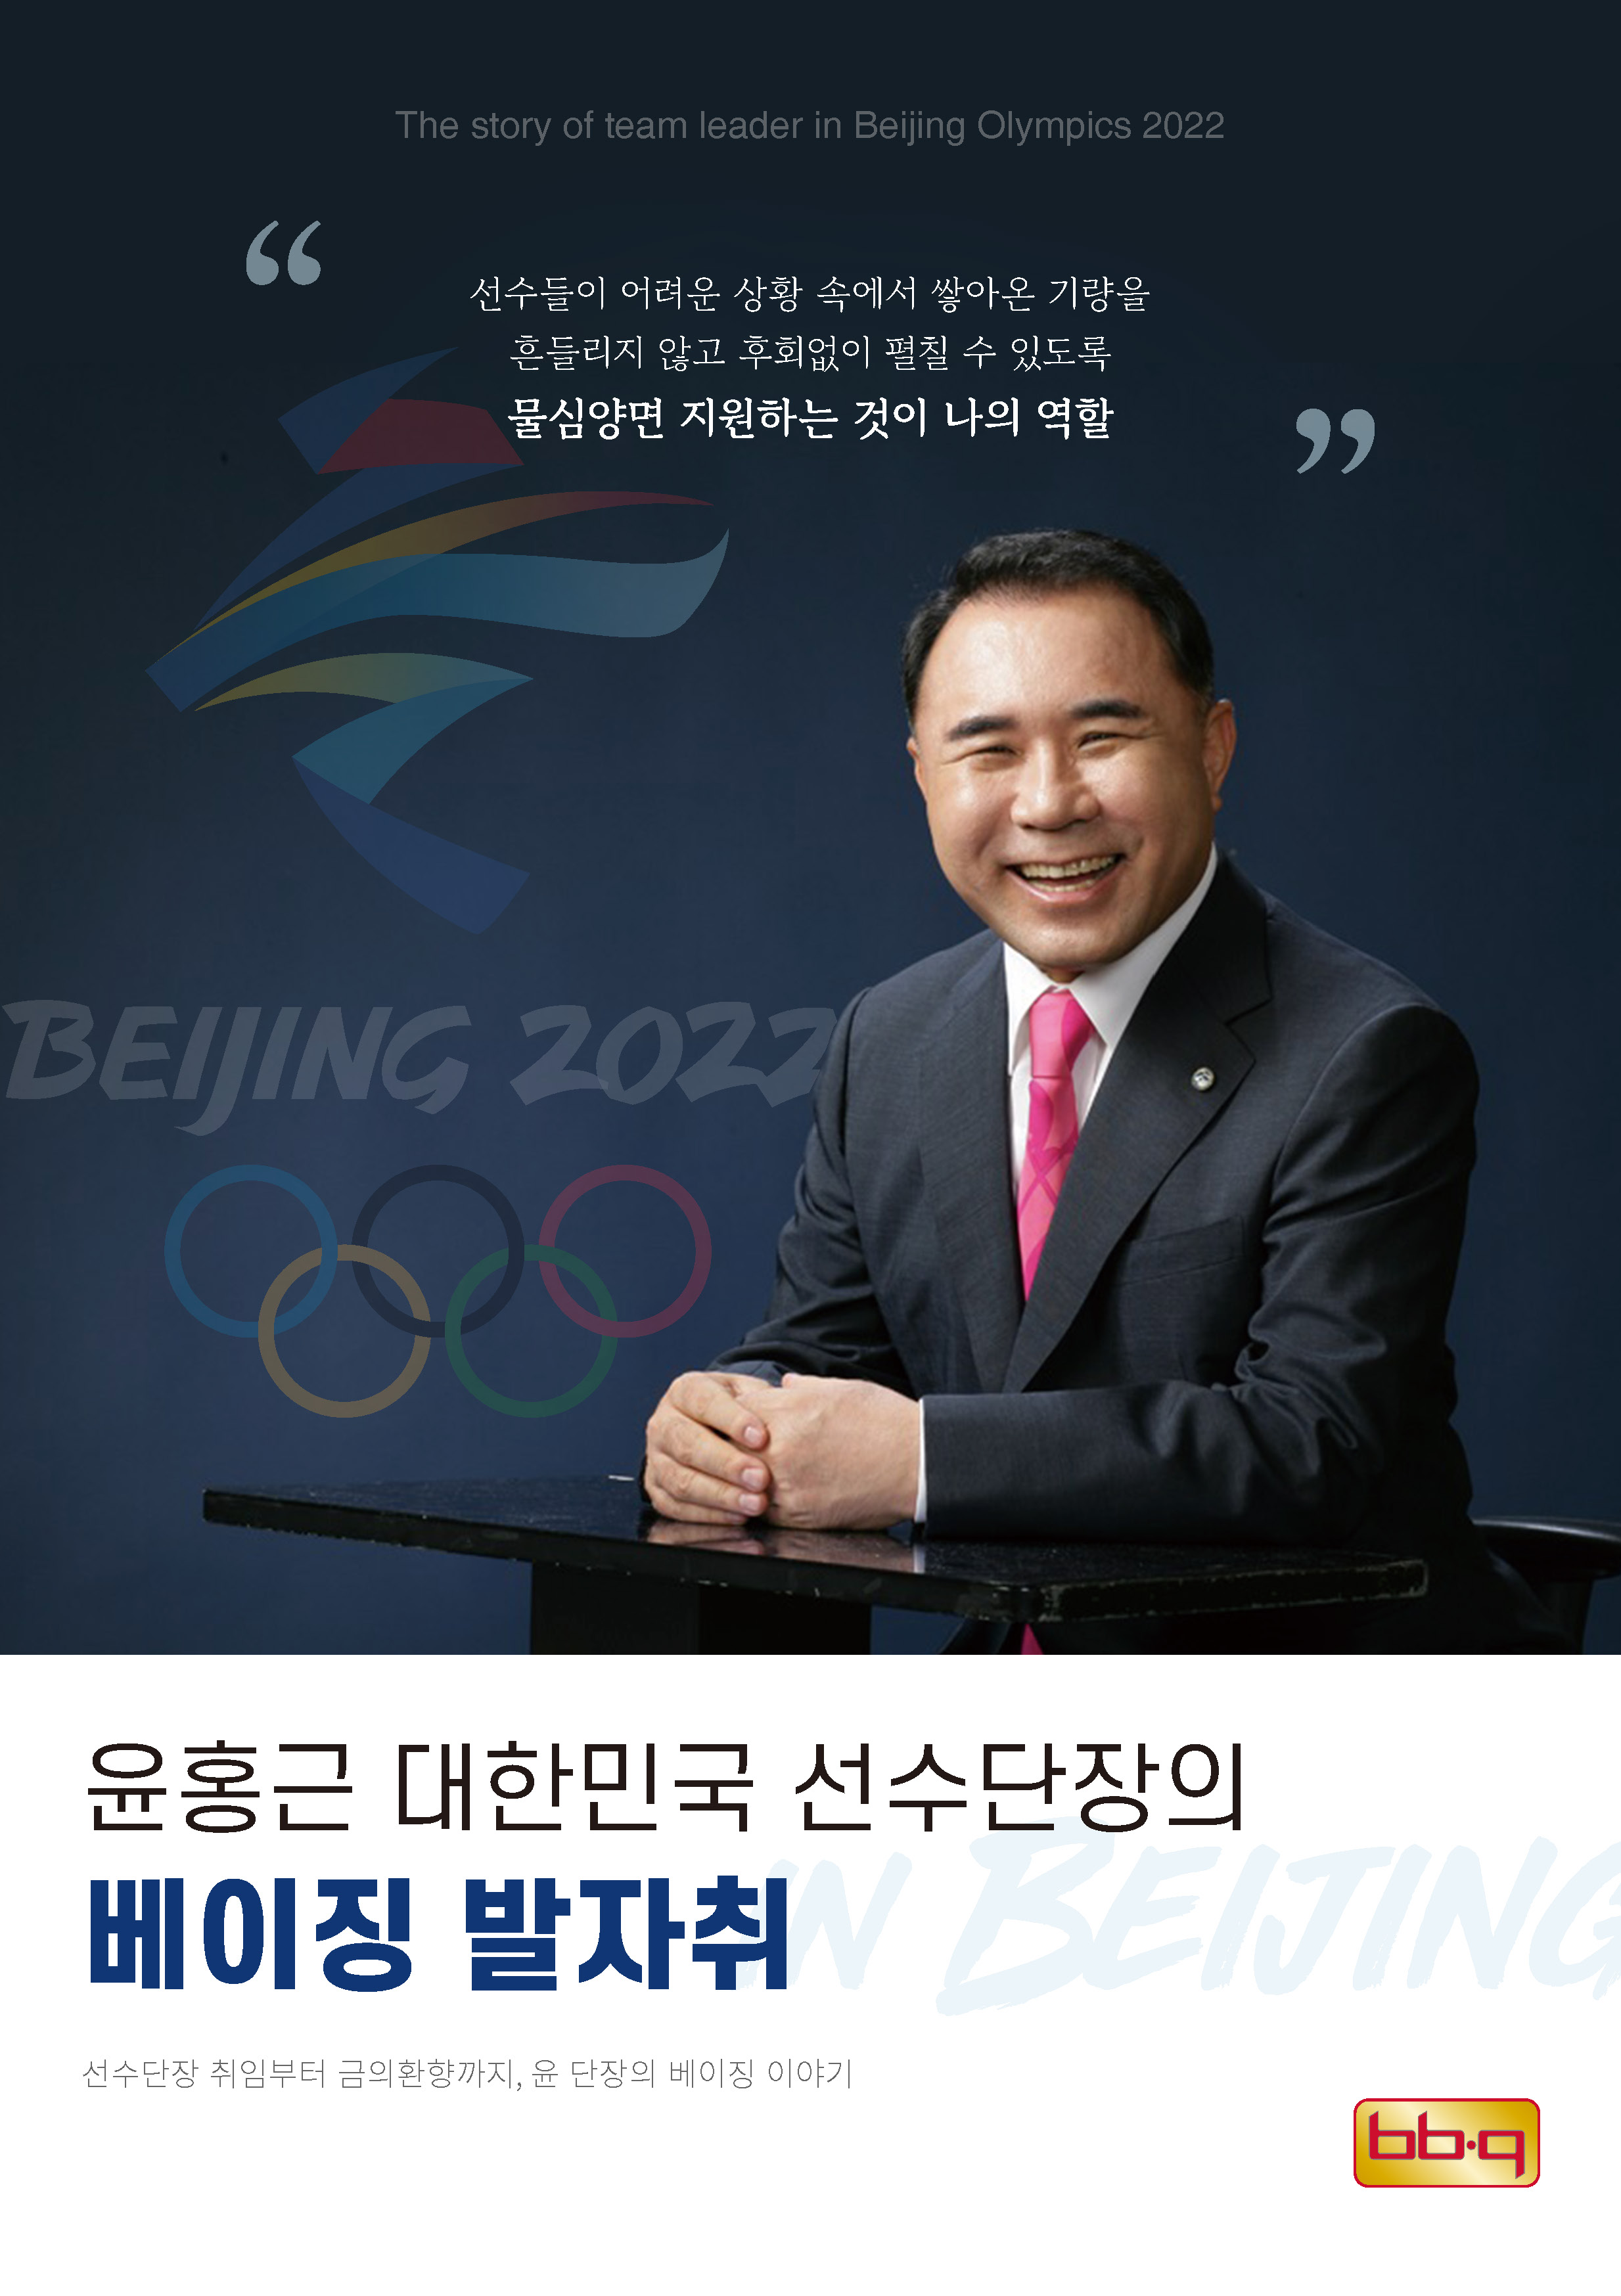 The story of team leader in Beijing Olympics 2022
“
선수들이 어려운 상황 속에서 쌓아온 기량을
흔들리지 않고 후회없이 펼칠 수 있도록
물심양면 지원하는 것이 나의 역할
”
BEIJING 2022
윤홍근 대한민국 선수단장의
베이징 발자취
IN BEIJING
선수단장 취임부터 금의환향까지, 윤 단장의 베이징 이야기
bb·q